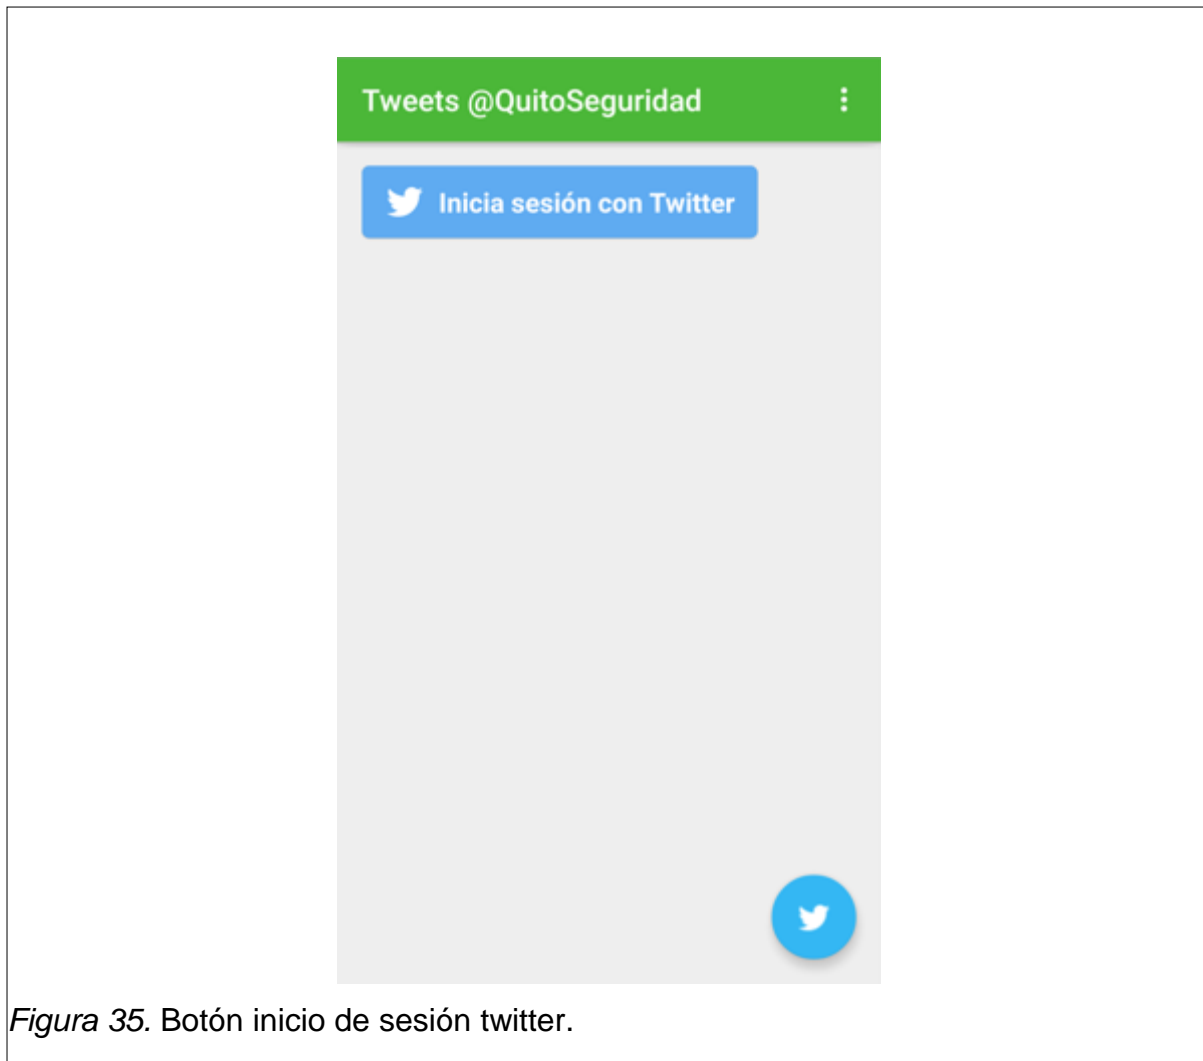 Tweets @QuitoSeguridad
Inicia sesión con Twitter
Figura 35. Botón inicio de sesión twitter.